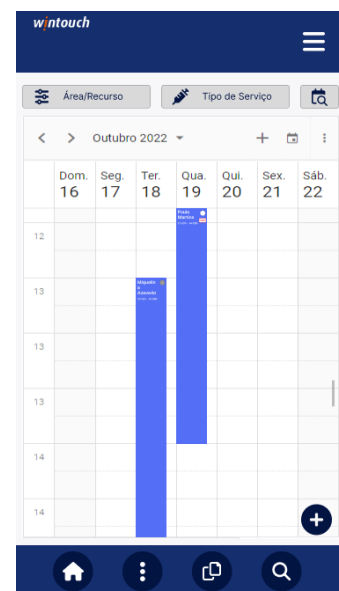 wintouch
Área/Recurso
Tipo de Serviço
Outubro 2022
Dom. Seg. Ter. Qua. Qui. Sex. Sáb.
16 17 18 19 20 21 22
12
13
13
13
14
14